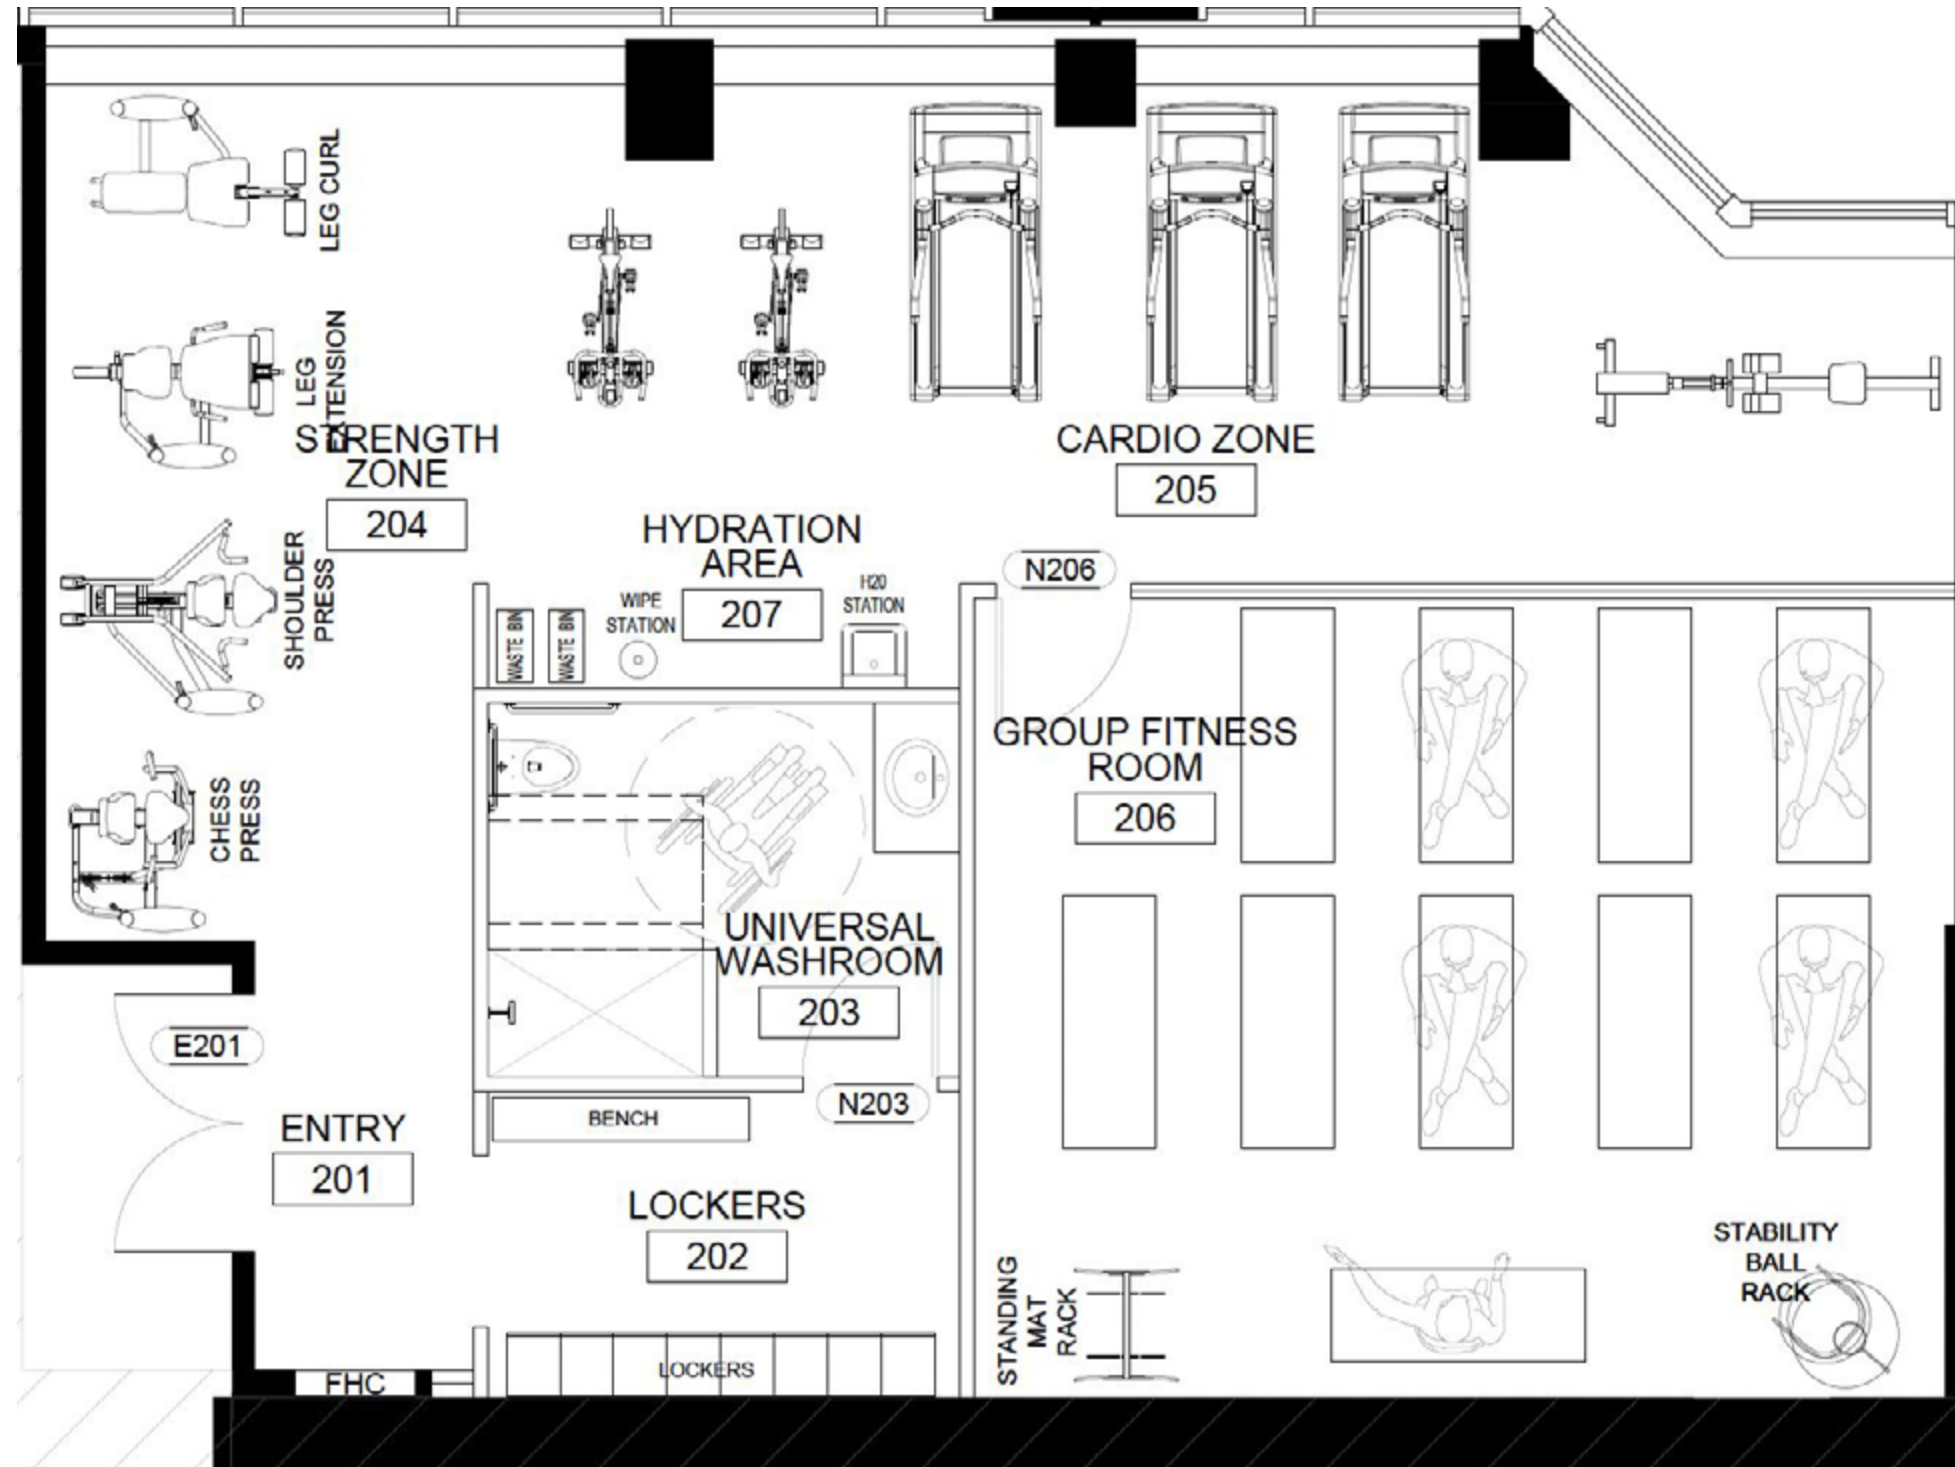 LEG CURL
LEG
EXTENSION
STRENGTH
ZONE
204
CARDIO ZONE
205
HYDRATION
AREA
207
WIPE
STATION
H20
STATION
WASTE BIN
WASTE BIN
N206
SHOULDER
PRESS
CHESS
PRESS
GROUP FITNESS
ROOM
206
UNIVERSAL
WASHROOM
203
E201
N203
BENCH
ENTRY
201
LOCKERS
202
STANDING
MAT
RACK
STABILITY
BALL
RACK
LOCKERS
FHC